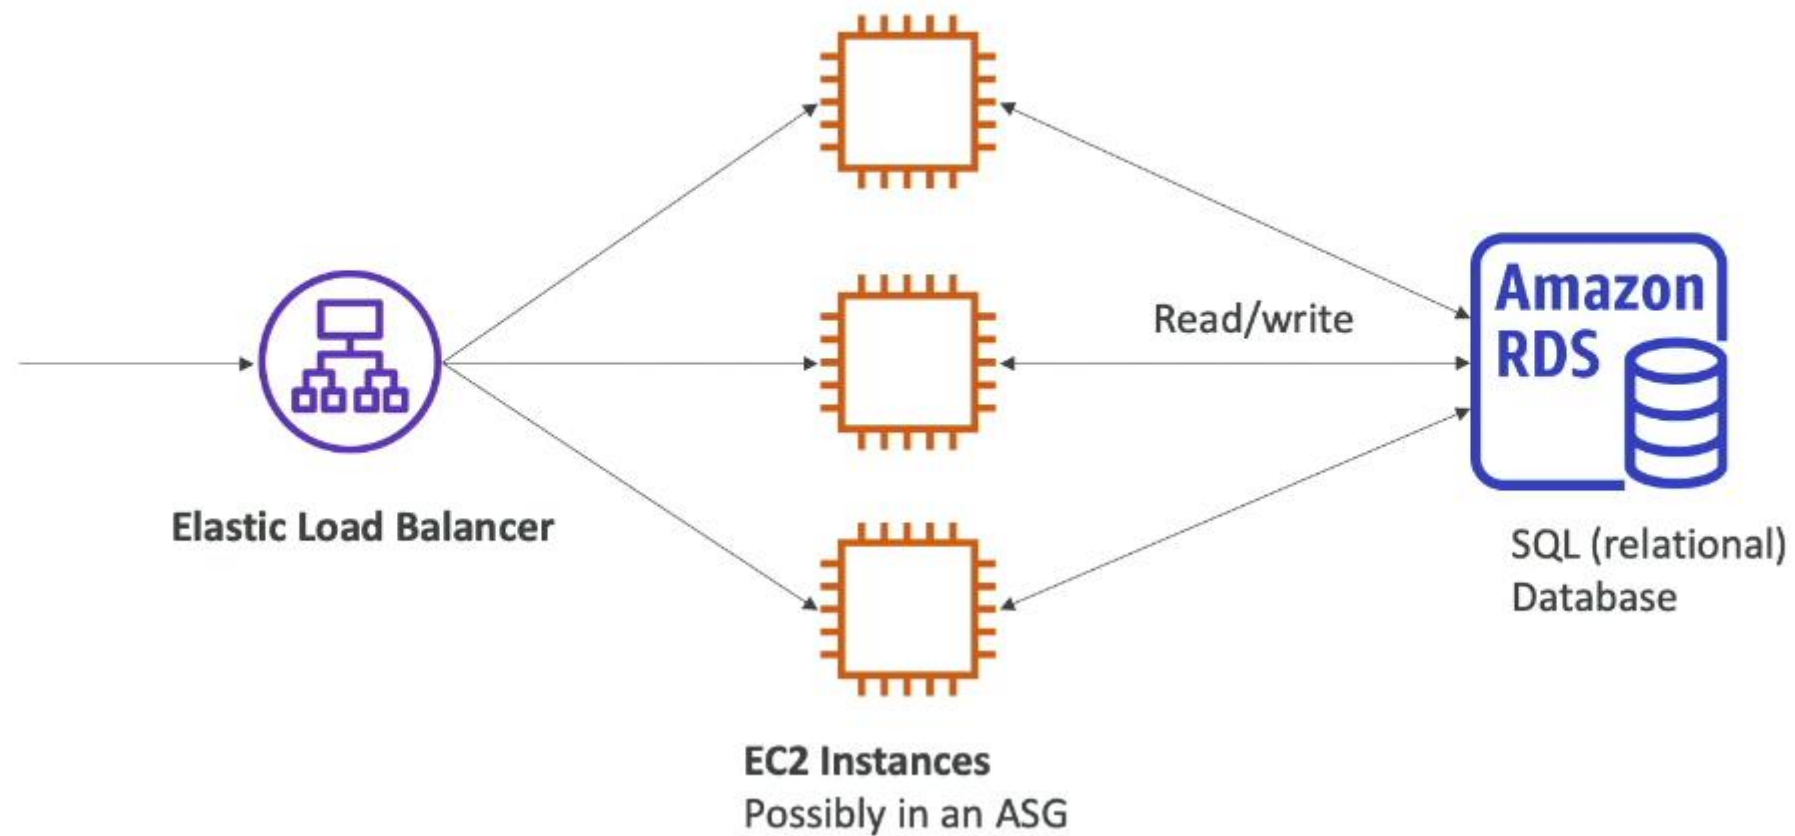 Elastic Load Balancer
EC2 Instances
Possibly in an ASG
Read/write
Amazon
RDS
SQL (relational)
Database